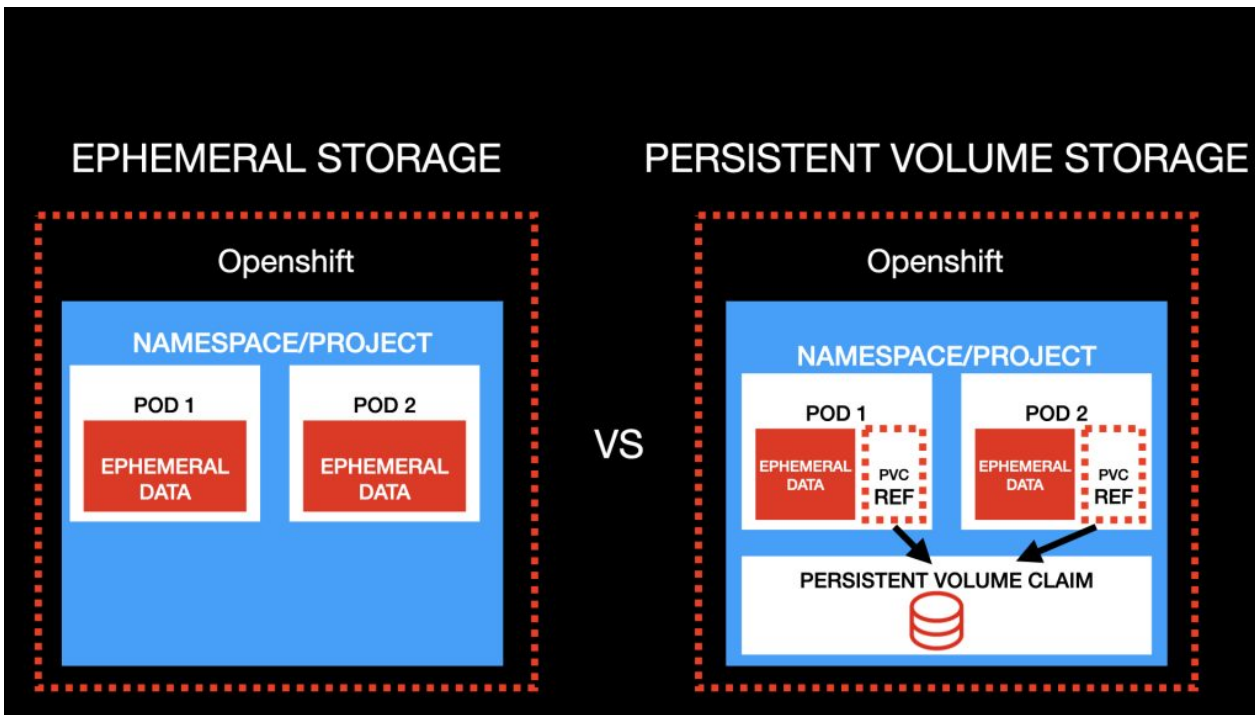 EPHEMERAL STORAGE
Openshift
NAMESPACE/PROJECT
POD 1
EPHEMERAL
DATA
POD 2
EPHEMERAL
DATA
VS
PERSISTENT VOLUME STORAGE
Openshift
NAMESPACE/PROJECT
POD 1
EPHEMERAL
DATA
PVC
REF
POD 2
EPHEMERAL
DATA
PVC
REF
PERSISTENT VOLUME CLAIM